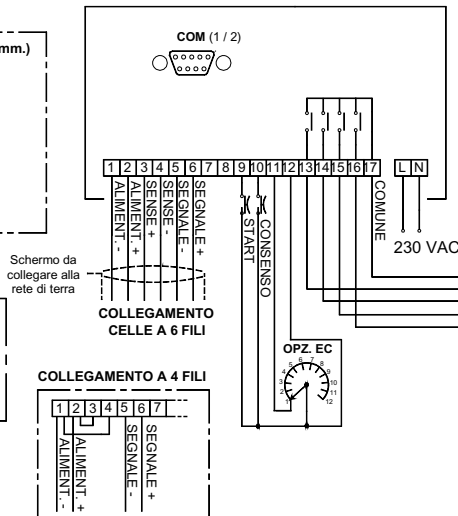 mm.)
COM (1 / 2)
1 2 3 4 5 6 7 8 9 10 11 12 13 14 15 16 17
L N
ALIMENT. -
ALIMENT. +
SENSE +
SENSE -
SEGNALE -
SEGNALE +
START
CONSENSO
COMUNE
230 VAC
Schermo da
collegare alla
rete di terra
COLLEGAMENTO
CELLE A 6 FILI
OPZ. EC
1 2 3 4 5 6 7 8 9 10 11 12
COLLEGAMENTO A 4 FILI
1 2 3 4 5 6 7
ALIMENT. -
ALIMENT. +
SEGNALE -
SEGNALE +